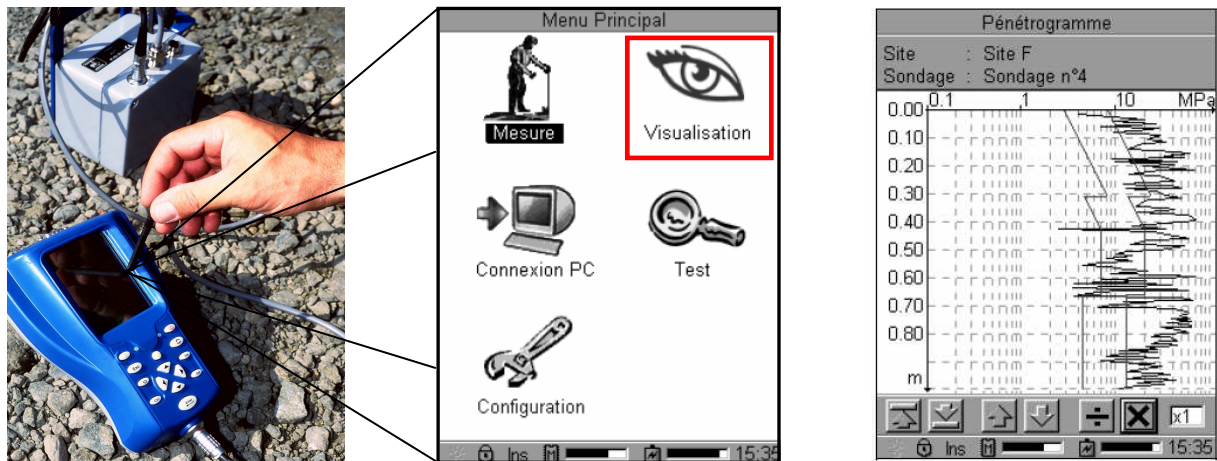 Menu Principal
Mesure
Visualisation
Connexion PC
Test
Configuration
Ins
M
15:35
Pénétrogramme
Site : Site F
Sondage : Sondage n°4
0.1 1 10 MPa
0.00
0.10
0.20
0.30
0.40
0.50
0.60
0.70
0.80
m
x1
Ins
M
15:35